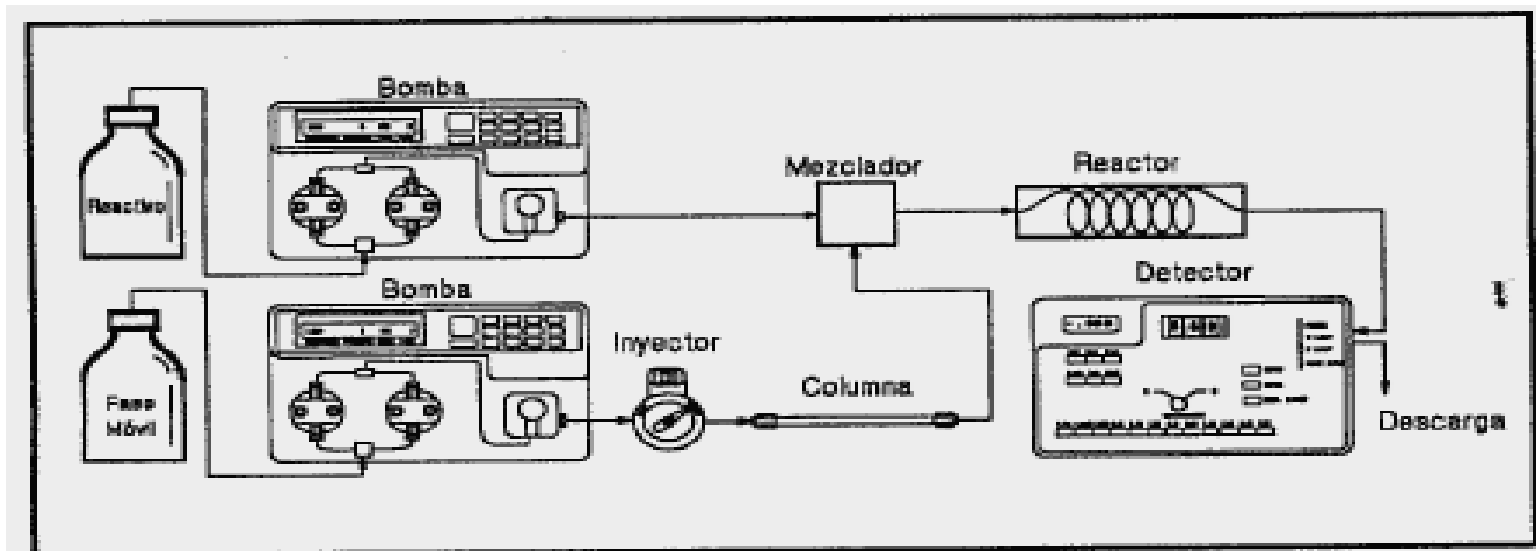 Bomba
Reactivo
Mezclador
Reactor
Detector
Bomba
Fase
Móvil
Inyector
Columna
Descarga